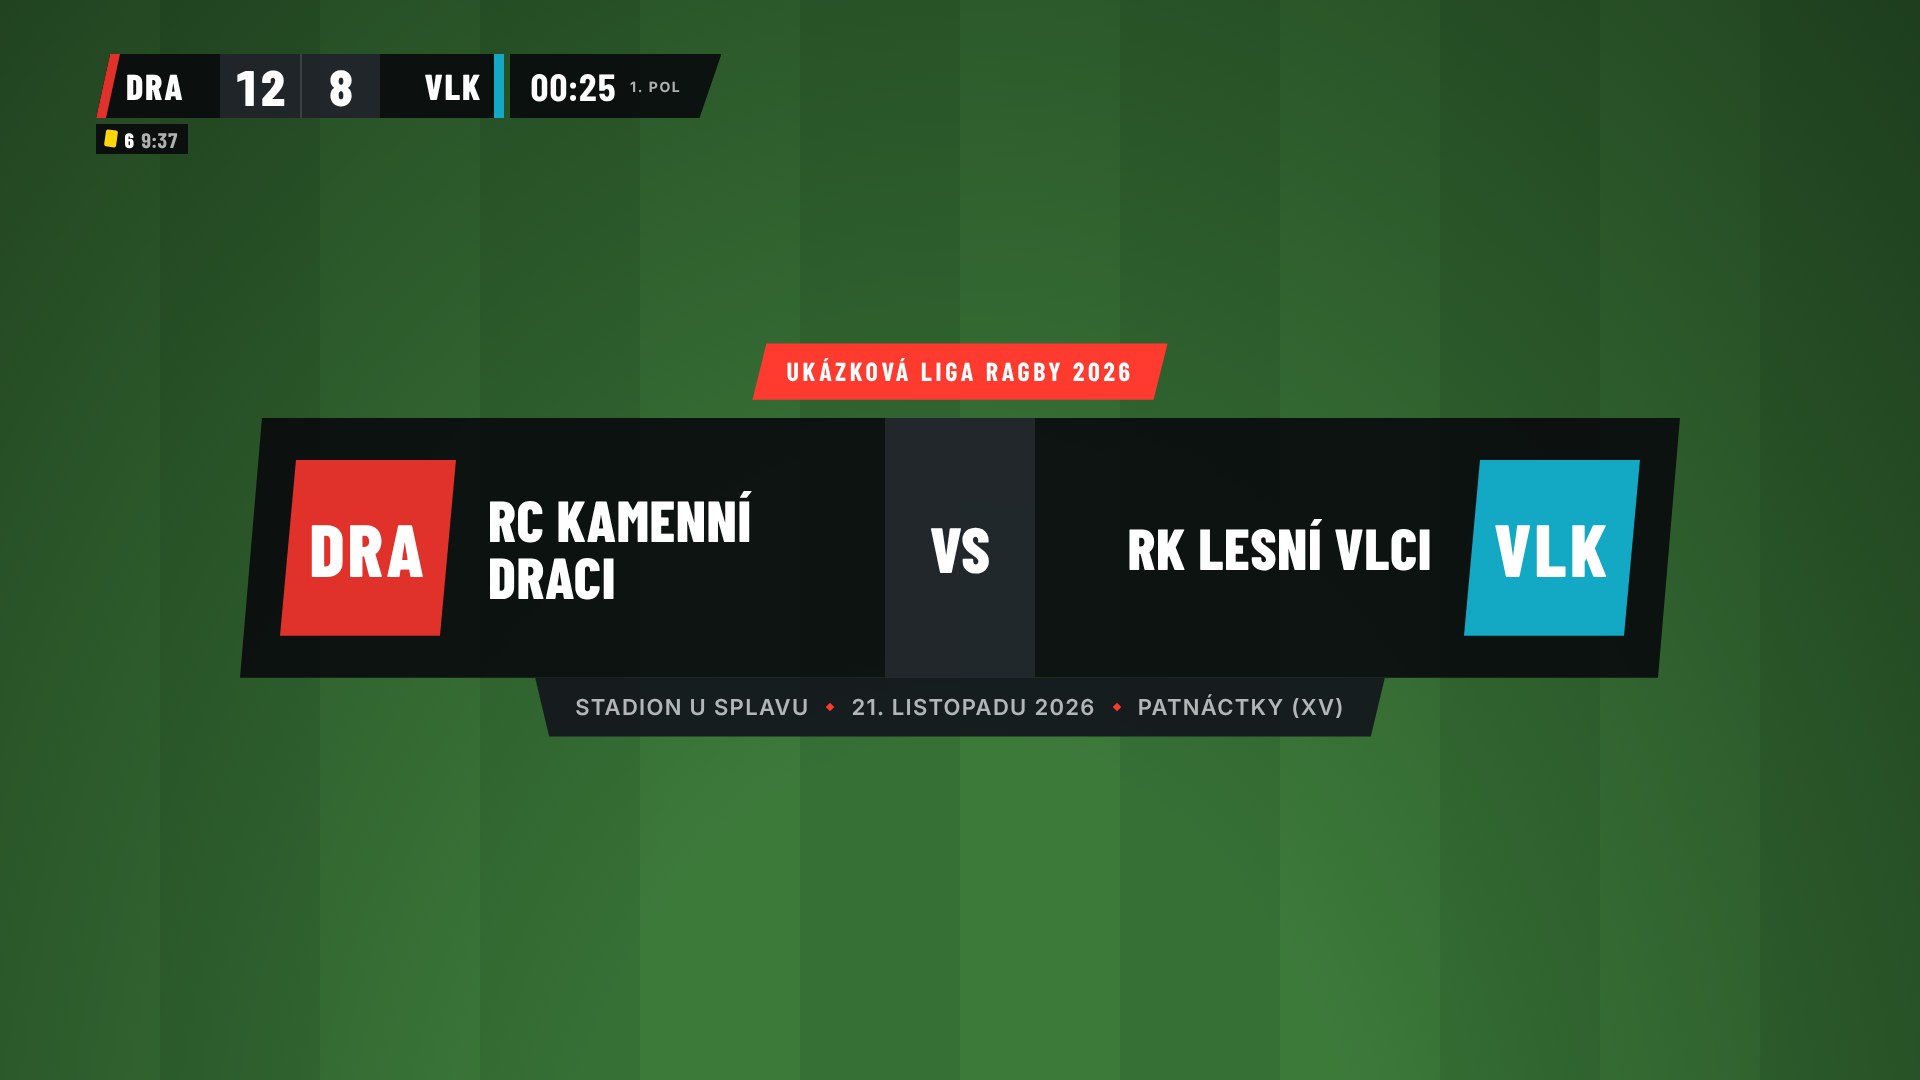 DRA 12 8 VLK 00:25 1. POL
6 9:37
UKÁZKOVÁ LIGA RAGBY 2026
DRA
RC KAMENNÍ
DRACI
VS
RK LESNÍ VLCI
VLK
STADION U SPLAVU • 21. LISTOPADU 2026 • PATNÁCTKY (XV)